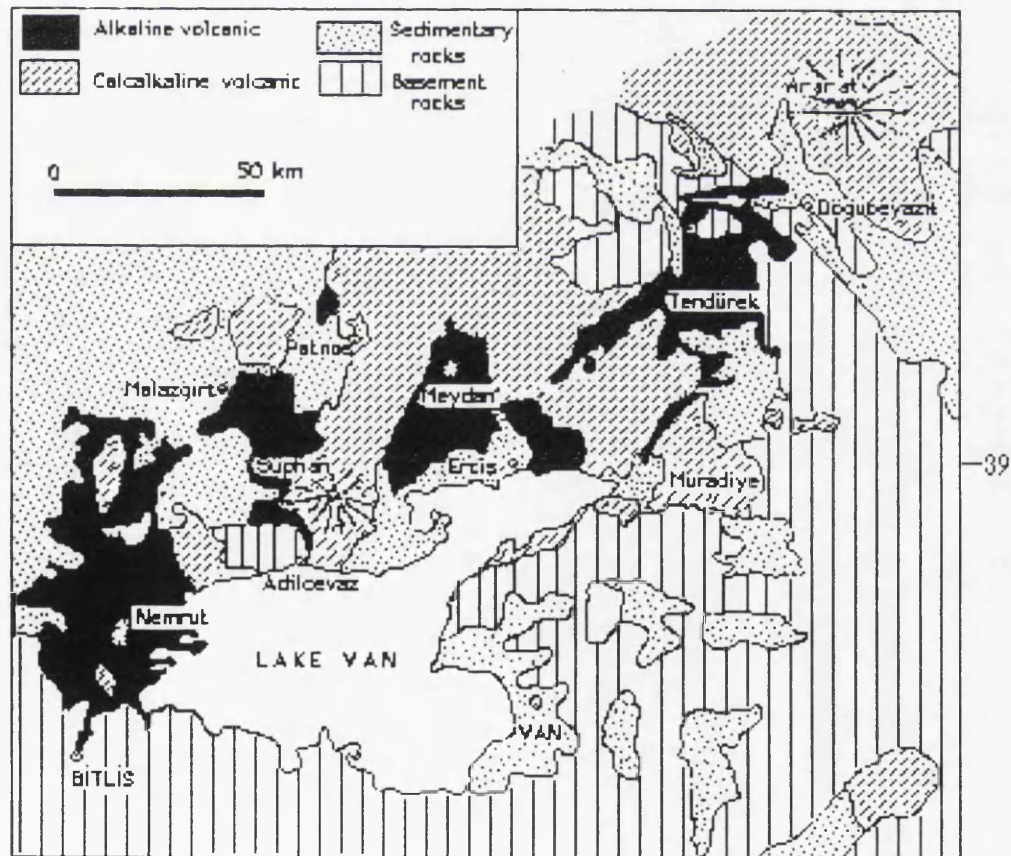 Alkaline volcanic
Calcalkaline volcanic
Sedimentary
rocks
Basement
rocks
0 50 km
Ararat
Dogubeyazit
Tendürek
Patnos
Malazgirt
Meydan
Suphan
Ercis
Muradiye
39
Adilcevaz
Nemrut
LAKE VAN
VAN
BITLIS